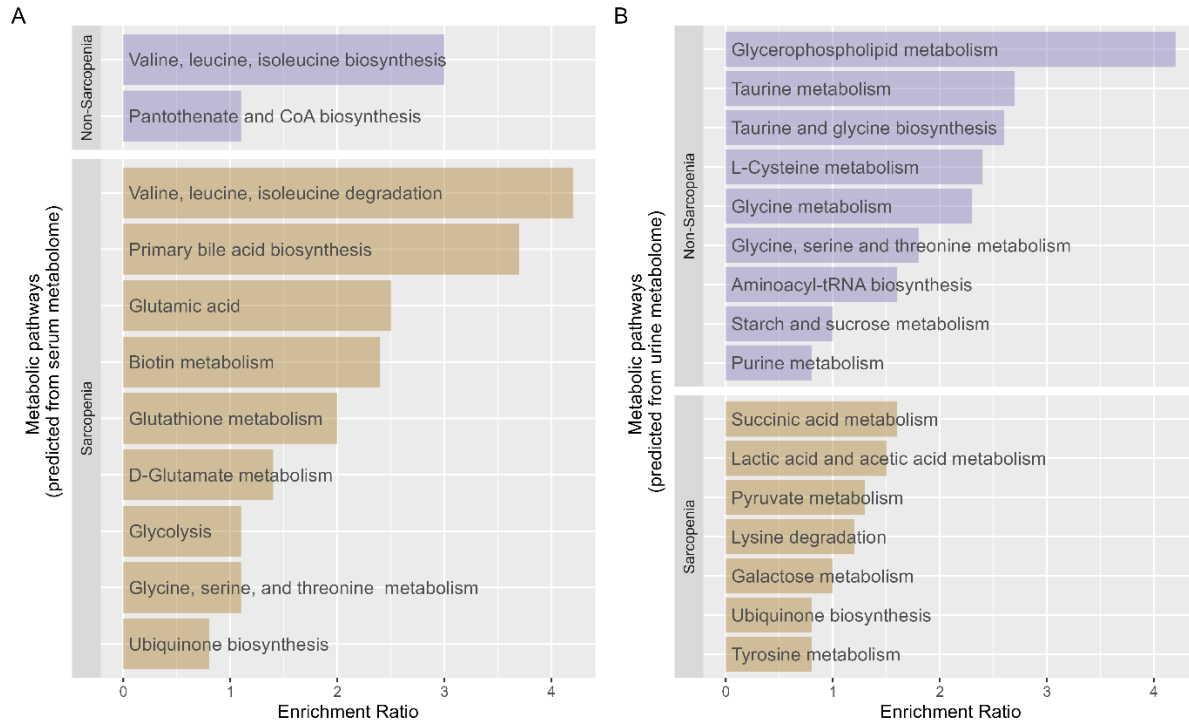 A
Metabolic pathways
(predicted from serum metabolome)
Non-Sarcopenia
Valine, leucine, isoleucine biosynthesis
Pantothenate and CoA biosynthesis
Sarcopenia
Valine, leucine, isoleucine degradation
Primary bile acid biosynthesis
Glutamic acid
Biotin metabolism
Glutathione metabolism
D-Glutamate metabolism
Glycolysis
Glycine, serine, and threonine  metabolism
Ubiquinone biosynthesis
0 1 2 3 4
Enrichment Ratio
B
Metabolic pathways
(predicted from urine metabolome)
Non-Sarcopenia
Glycerophospholipid metabolism
Taurine metabolism
Taurine and glycine biosynthesis
L-Cysteine metabolism
Glycine metabolism
Glycine, serine and threonine metabolism
Aminoacyl-tRNA biosynthesis
Starch and sucrose metabolism
Purine metabolism
Sarcopenia
Succinic acid metabolism
Lactic acid and acetic acid metabolism
Pyruvate metabolism
Lysine degradation
Galactose metabolism
Ubiquinone biosynthesis
Tyrosine metabolism
0 1 2 3 4
Enrichment Ratio